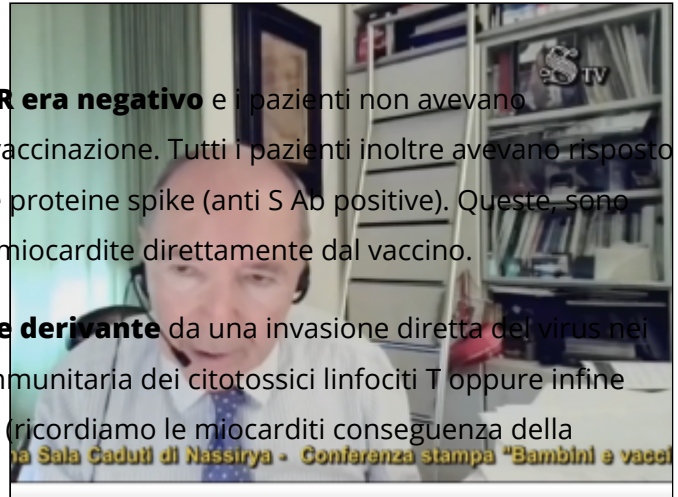 TV
R era negativo e i pazienti non avevano
vaccinazione. Tutti i pazienti inoltre avevano risposto
proteine spike (anti S Ab positive). Queste, sono
miocardite direttamente dal vaccino.
e derivante da una invasione diretta del virus nei
mmunitaria dei citotossici linfociti T oppure infine
(ricordiamo le miocarditi conseguenza della
na Sala Caduti di Nassirya - Conferenza stampa "Bambini e vacci